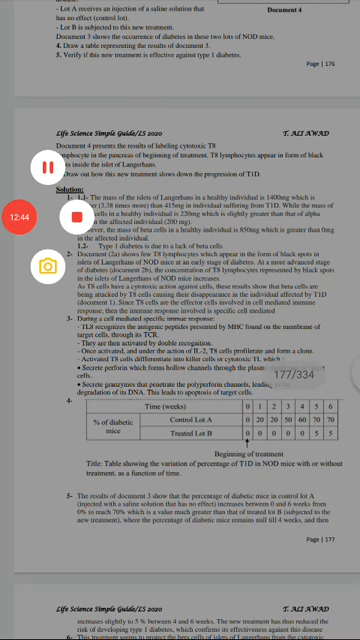 - Lot A receives an injection of a saline solution that
has no effect (control lot).
- Lot B is subjected to this new treatment.
Document 3 shows the occurrence of diabetes in these two lots of NOD mice.
Document 4
4. Draw a table representing the results of document 3.
5. Verify if this new treatment is effective against type 1 diabetes.
Page | 176
Life Science Simple Guide/LS 2020
T. ALI AWAD
Document 4 presents the results of labeling cytotoxic T8
lymphocyte in the pancreas of beginning of treatment. T8 lymphocytes appear in form of black
inside the islet of Langerhans.
out how this new treatment slows down the progression of T1D.
Solution:
1- 1.1- The mass of the islets of Langerhans in a healthy individual is 1400mg which is
(3.38 times more) than 415mg in individual suffering from T1D. While the mass of
cells in a healthy individual is 220mg which is slightly greater than that of alpha
in the affected individual (200 mg).
However, the mass of beta cells in a healthy individual is 850mg which is greater than 0mg
in the affected individual.
1.2- Type 1 diabetes is due to a lack of beta cells
2- Document (2a) shows few T8 lymphocytes which appear in the form of black spots in
islets of Langerhans of NOD mice at an early stage of diabetes. At a more advanced stage
of diabetes (document 2b), the concentration of T8 lymphocytes represented by black spots
in the islets of Langerhans of NOD mice increases.
As T8 cells have a cytotoxic action against cells, these results show that beta cells are
being attacked by T8 cells causing their disappearance in the individual affected by T1D
(document 1). Since T8 cells are the effector cells involved in cell mediated immune
response, then the immune response involved is specific cell mediated
3- During a cell mediated specific immune response:
- TL8 recognizes the antigenic peptides presented by MHC found on the membrane of
target cells, through its TCR.
- They are then activated by double recognition.
- Once activated, and under the action of IL-2, T8 cells proliferate and form a clone.
- Activated T8 cells differentiate into killer cells or cytotoxic TL which
• Secrete perforin which forms hollow channels through the plasma
cells.
• Secrete granzymes that penetrate the polyperforin channels, leading
degradation of its DNA. This leads to apoptosis of target cells.
4-
Time (weeks) 0 1 2 3 4 5 6
% of diabetic mice
Control Lot A 0 20 20 50 60 70 70
Treated Lot B 0 0 0 0 0 5 5
Beginning of treatment
Title: Table showing the variation of percentage of T1D in NOD mice with or without
treatment, as a function of time.
5- The results of document 3 show that the percentage of diabetic mice in control lot A
(injected with a saline solution that has no effect) increases between 0 and 6 weeks from
0% to reach 70% which is a value much greater than that of treated lot B (subjected to the
new treatment), where the percentage of diabetic mice remains null till 4 weeks, and then
Page | 177
Life Science Simple Guide/LS 2020
T. ALI AWAD
increases slightly to 5 % between 4 and 6 weeks. The new treatment has thus reduced the
risk of developing type 1 diabetes, which confirms its effectiveness against this disease
6- This treatment seems to protect the beta cells of islets of Langerhans from the cytotoxic
12:44
177/334